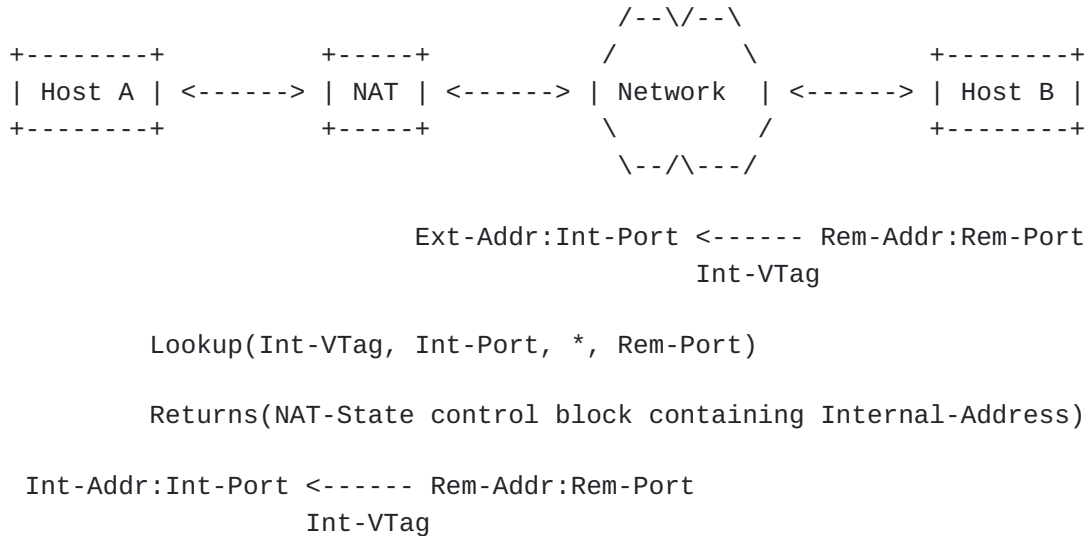 /--\/--\
+--------+ +-----+ / \ +--------+
| Host A | <------> | NAT | <------> | Network | <------> | Host B |
+--------+ +-----+ \ / +--------+
\--/\---/
Ext-Addr:Int-Port <------ Rem-Addr:Rem-Port
Int-VTag
Lookup(Int-VTag, Int-Port, *, Rem-Port)
Returns(NAT-State control block containing Internal-Address)
Int-Addr:Int-Port <------ Rem-Addr:Rem-Port
Int-VTag